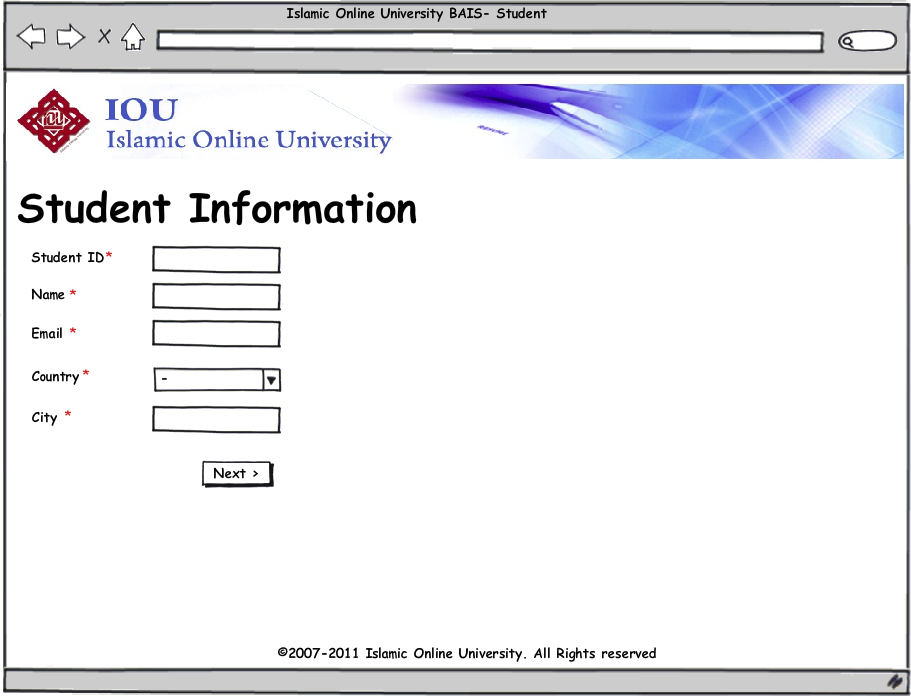 Islamic Online University BAIS- Student
X
IOU
Islamic Online University
Student Information
Student ID*
Name *
Email *
Country *
-
City *
Next >
©2007-2011 Islamic Online University. All Rights reserved